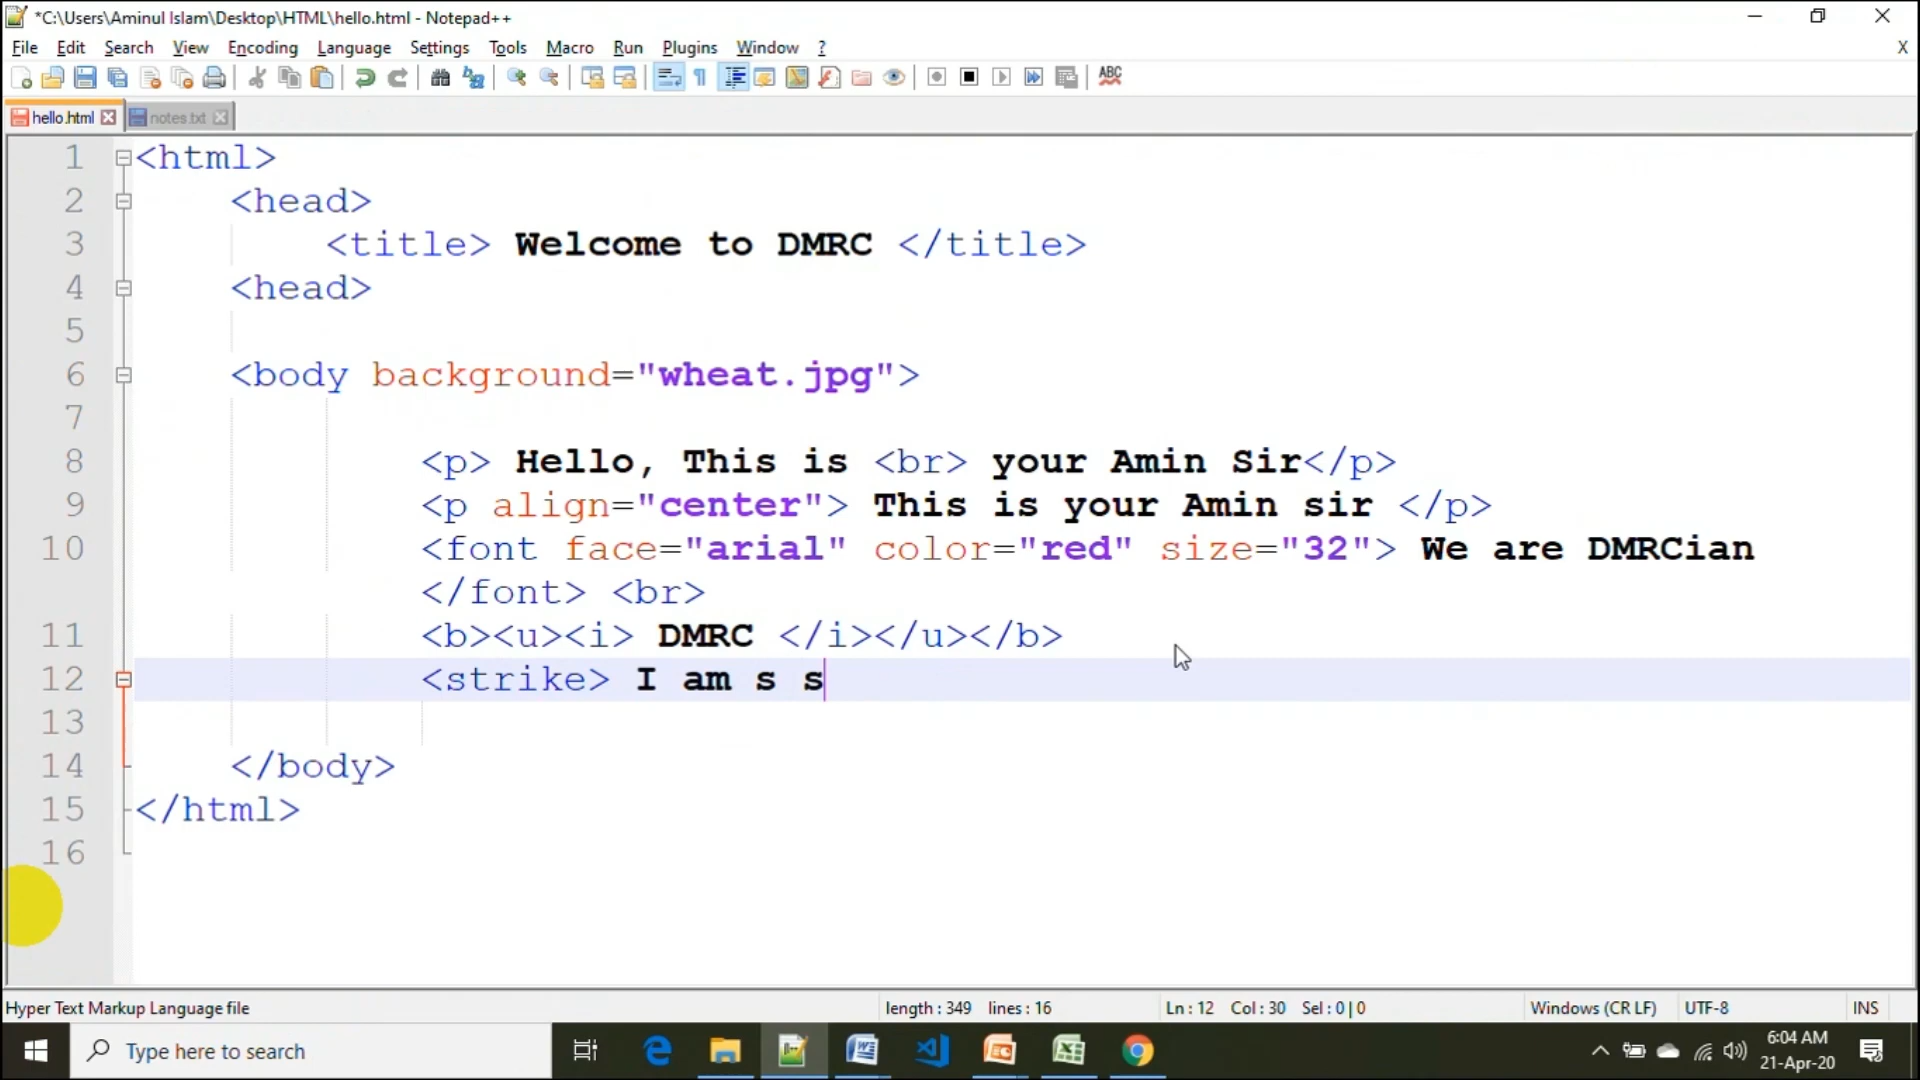 *C:\Users\Aminul Islam\Desktop\HTML\hello.html - Notepad++
File Edit Search View Encoding Language Settings Tools Macro Run Plugins Window ? X
ABC
hello.html notes.txt
1 <html>
2 <head>
3 <title> Welcome to DMRC </title>
4 <head>
5
6 <body background="wheat.jpg">
7
8 <p> Hello, This is <br> your Amin Sir</p>
9 <p align="center"> This is your Amin sir </p>
10 <font face="arial" color="red" size="32"> We are DMRCian
</font> <br>
11 <b><u><i> DMRC </i></u></b>
12 <strike> I am s s
13
14 </body>
15 </html>
16
Hyper Text Markup Language file length : 349 lines : 16 Ln : 12 Col : 30 Sel : 0 | 0 Windows (CR LF) UTF-8 INS
Type here to search
6:04 AM
21-Apr-20